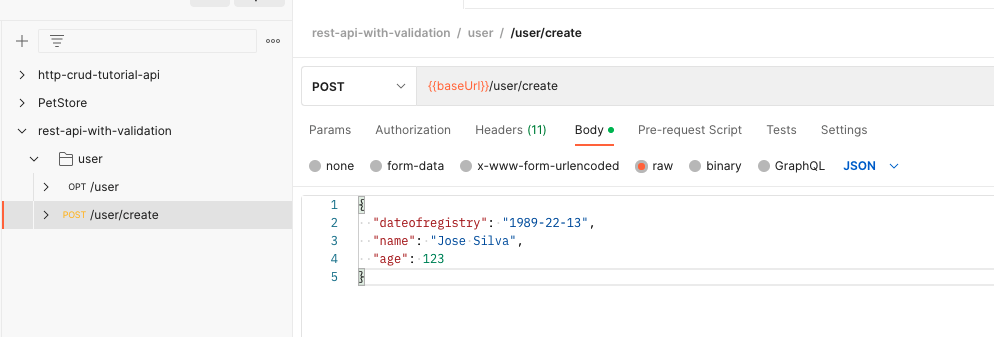 rest-api-with-validation / user / /user/create
http-crud-tutorial-api
PetStore
rest-api-with-validation
user
OPT /user
POST /user/create
POST {{baseUrl}}/user/create
Params Authorization Headers (11) Body Pre-request Script Tests Settings
none form-data x-www-form-urlencoded raw binary GraphQL JSON
1 {
2 "dateofregistry": "1989-22-13",
3 "name": "Jose Silva",
4 "age": 123
5 }